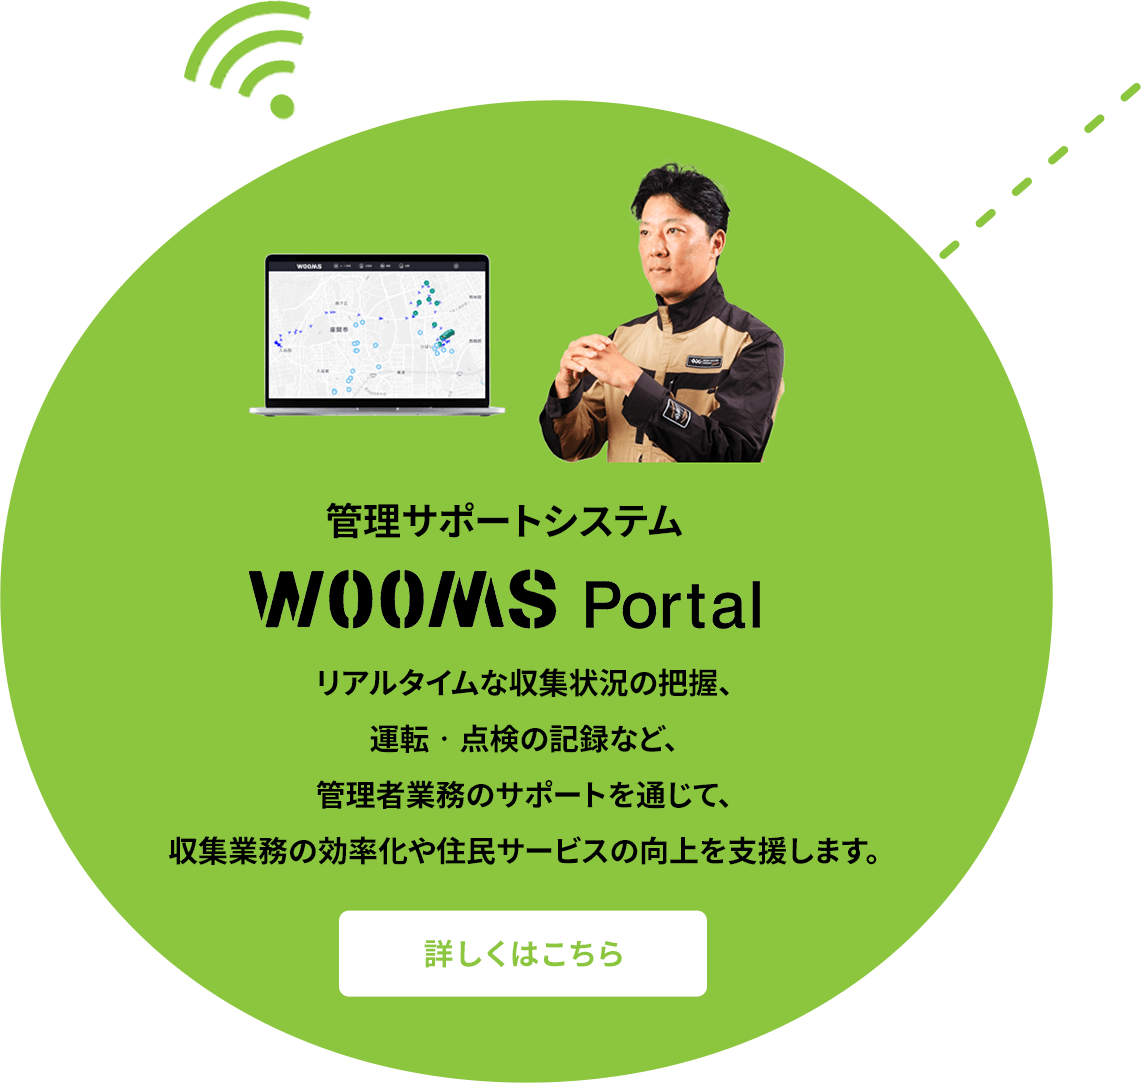 WOOMS
座間市
管理サポートシステム
WOOMS Portal
リアルタイムな収集状況の把握、
運転・点検の記録など、
管理者業務のサポートを通じて、
収集業務の効率化や住民サービスの向上を支援します。
詳しくはこちら